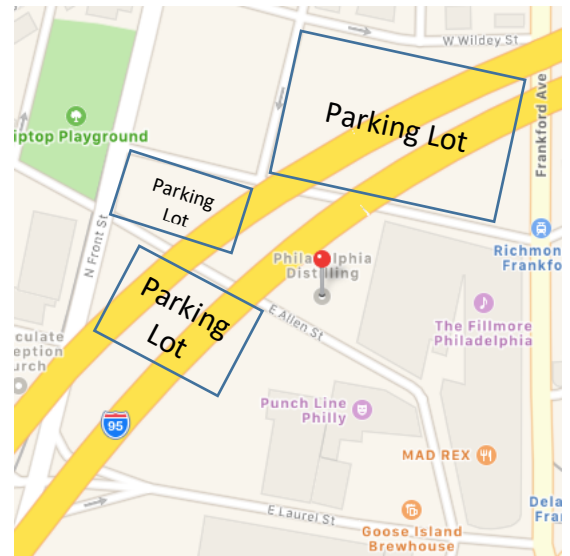 W Wildey St
Frankford Ave
Parking Lot
iptop Playground
Parking
Lot
N Front St
Richmon
Frankfo
Philadelphia
Distilling
Parking
Lot
E Allen St
The Fillmore
Philadelphia
culate
eption
urch
95
Punch Line
Philly
MAD REX
E Laurel St
Goose Island
Brewhouse
Dela
Fra